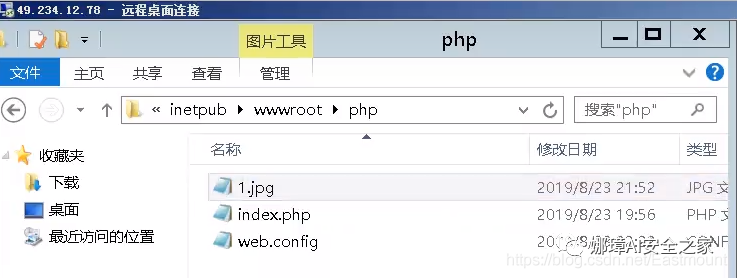 49.234.12.78 - 远程桌面连接
图片工具
php
文件 主页 共享 查看 管理
« inetpub wwwroot php
搜索"php"
名称 修改日期 类型
收藏夹
下载
桌面
最近访问的位置
1.jpg 2019/8/23 21:52 JPG 文
index.php 2019/8/23 19:56 PHP 文
web.config 2019/8/23
娜璋AI安全之家
https://blog.csdn.net/Eastmount